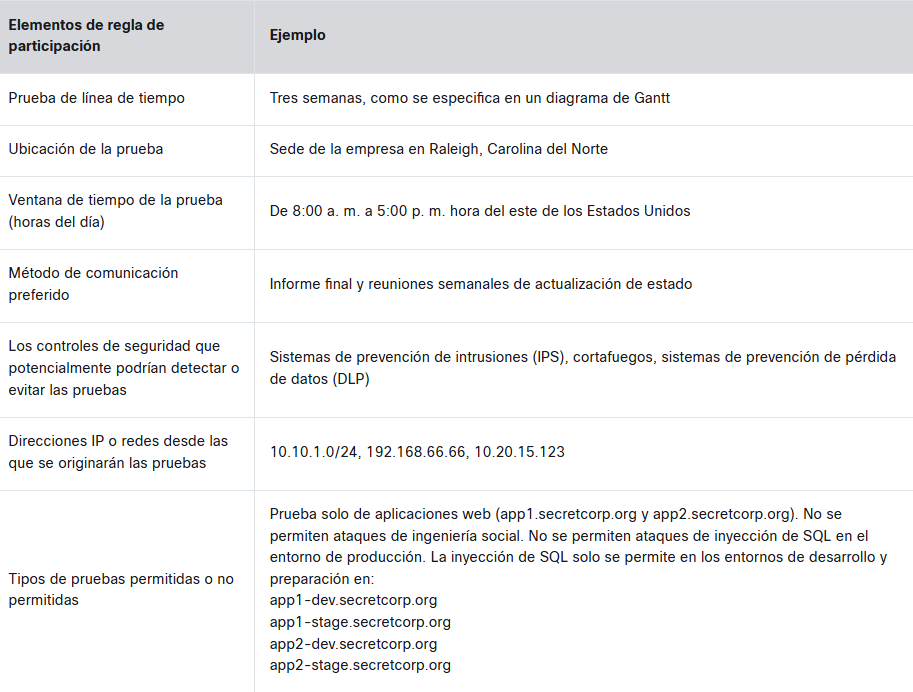 Elementos de regla de
participación
Ejemplo
Prueba de línea de tiempo
Tres semanas, como se especifica en un diagrama de Gantt
Ubicación de la prueba
Sede de la empresa en Raleigh, Carolina del Norte
Ventana de tiempo de la prueba
(horas del día)
De 8:00 a. m. a 5:00 p. m. hora del este de los Estados Unidos
Método de comunicación
preferido
Informe final y reuniones semanales de actualización de estado
Los controles de seguridad que
potencialmente podrían detectar o
evitar las pruebas
Sistemas de prevención de intrusiones (IPS), cortafuegos, sistemas de prevención de pérdida
de datos (DLP)
Direcciones IP o redes desde las
que se originarán las pruebas
10.10.1.0/24, 192.168.66.66, 10.20.15.123
Tipos de pruebas permitidas o no
permitidas
Prueba solo de aplicaciones web (app1.secretcorp.org y app2.secretcorp.org). No se
permiten ataques de ingeniería social. No se permiten ataques de inyección de SQL en el
entorno de producción. La inyección de SQL solo se permite en los entornos de desarrollo y
preparación en:
app1-dev.secretcorp.org
app1-stage.secretcorp.org
app2-dev.secretcorp.org
app2-stage.secretcorp.org